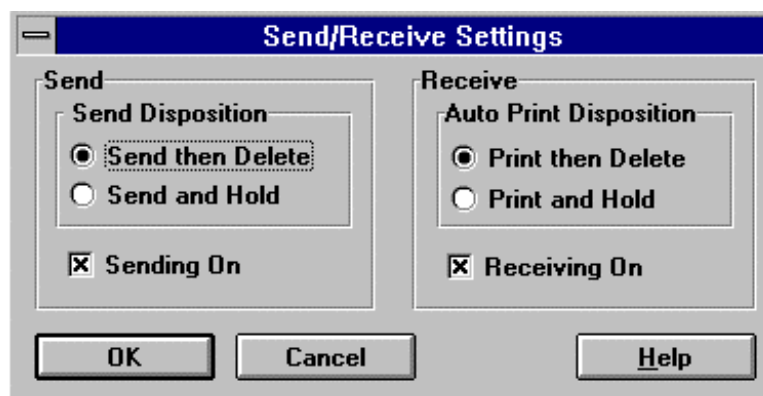 Send/Receive Settings
Send
Send Disposition
Send then Delete
Send and Hold
Sending On
Receive
Auto Print Disposition
Print then Delete
Print and Hold
Receiving On
OK
Cancel
Help